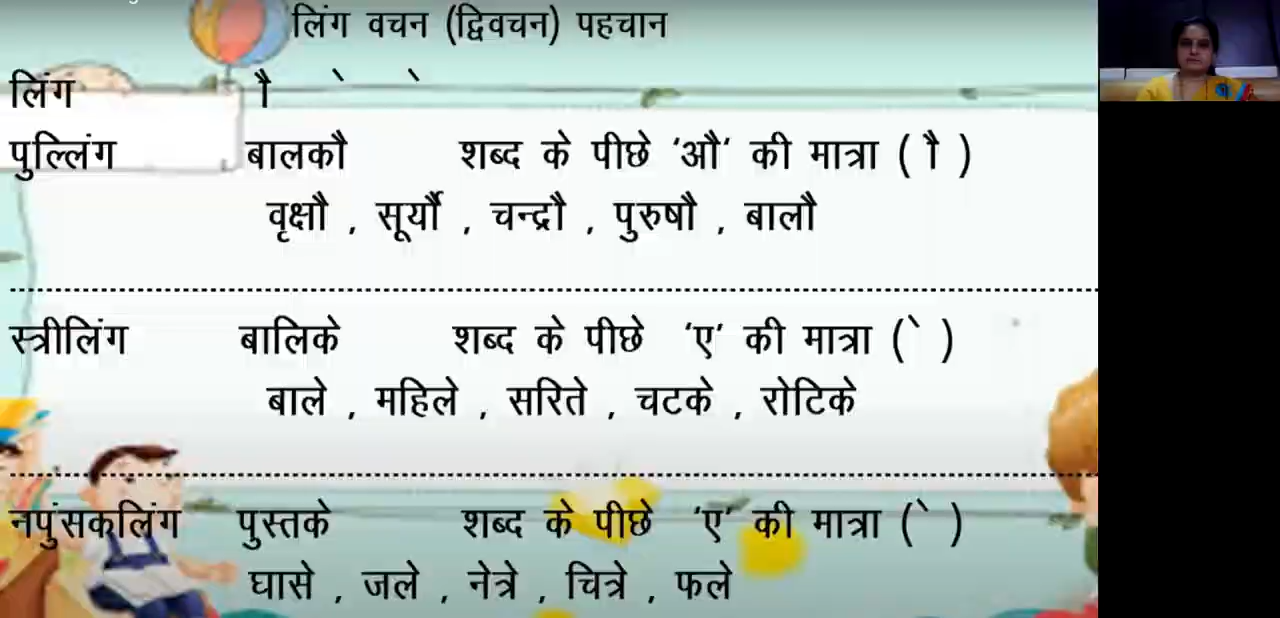 लिंग वचन (द्विवचन) पहचान
लिंग ौ े े
पुल्लिंग बालकौ शब्द के पीछे 'औ' की मात्रा ( ौ )
वृक्षौ , सूर्यौ , चन्द्रौ , पुरुषौ , बालौ
स्त्रीलिंग बालिके शब्द के पीछे 'ए' की मात्रा (े )
बाले , महिले , सरिते , चटके , रोटिके
नपुंसकलिंग पुस्तके शब्द के पीछे 'ए' की मात्रा (े )
घासे , जले , नेत्रे , चित्रे , फले